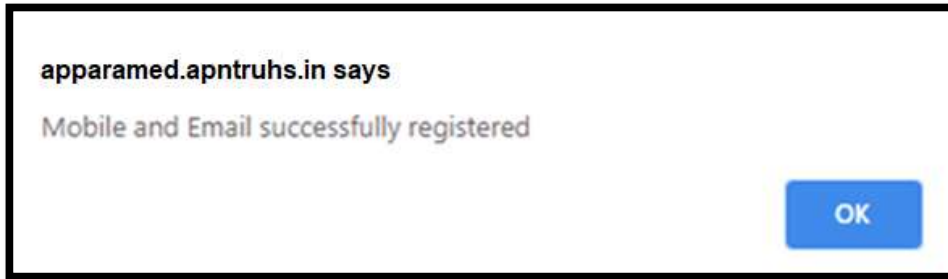 apparamed.apntruhs.in says
Mobile and Email successfully registered
OK